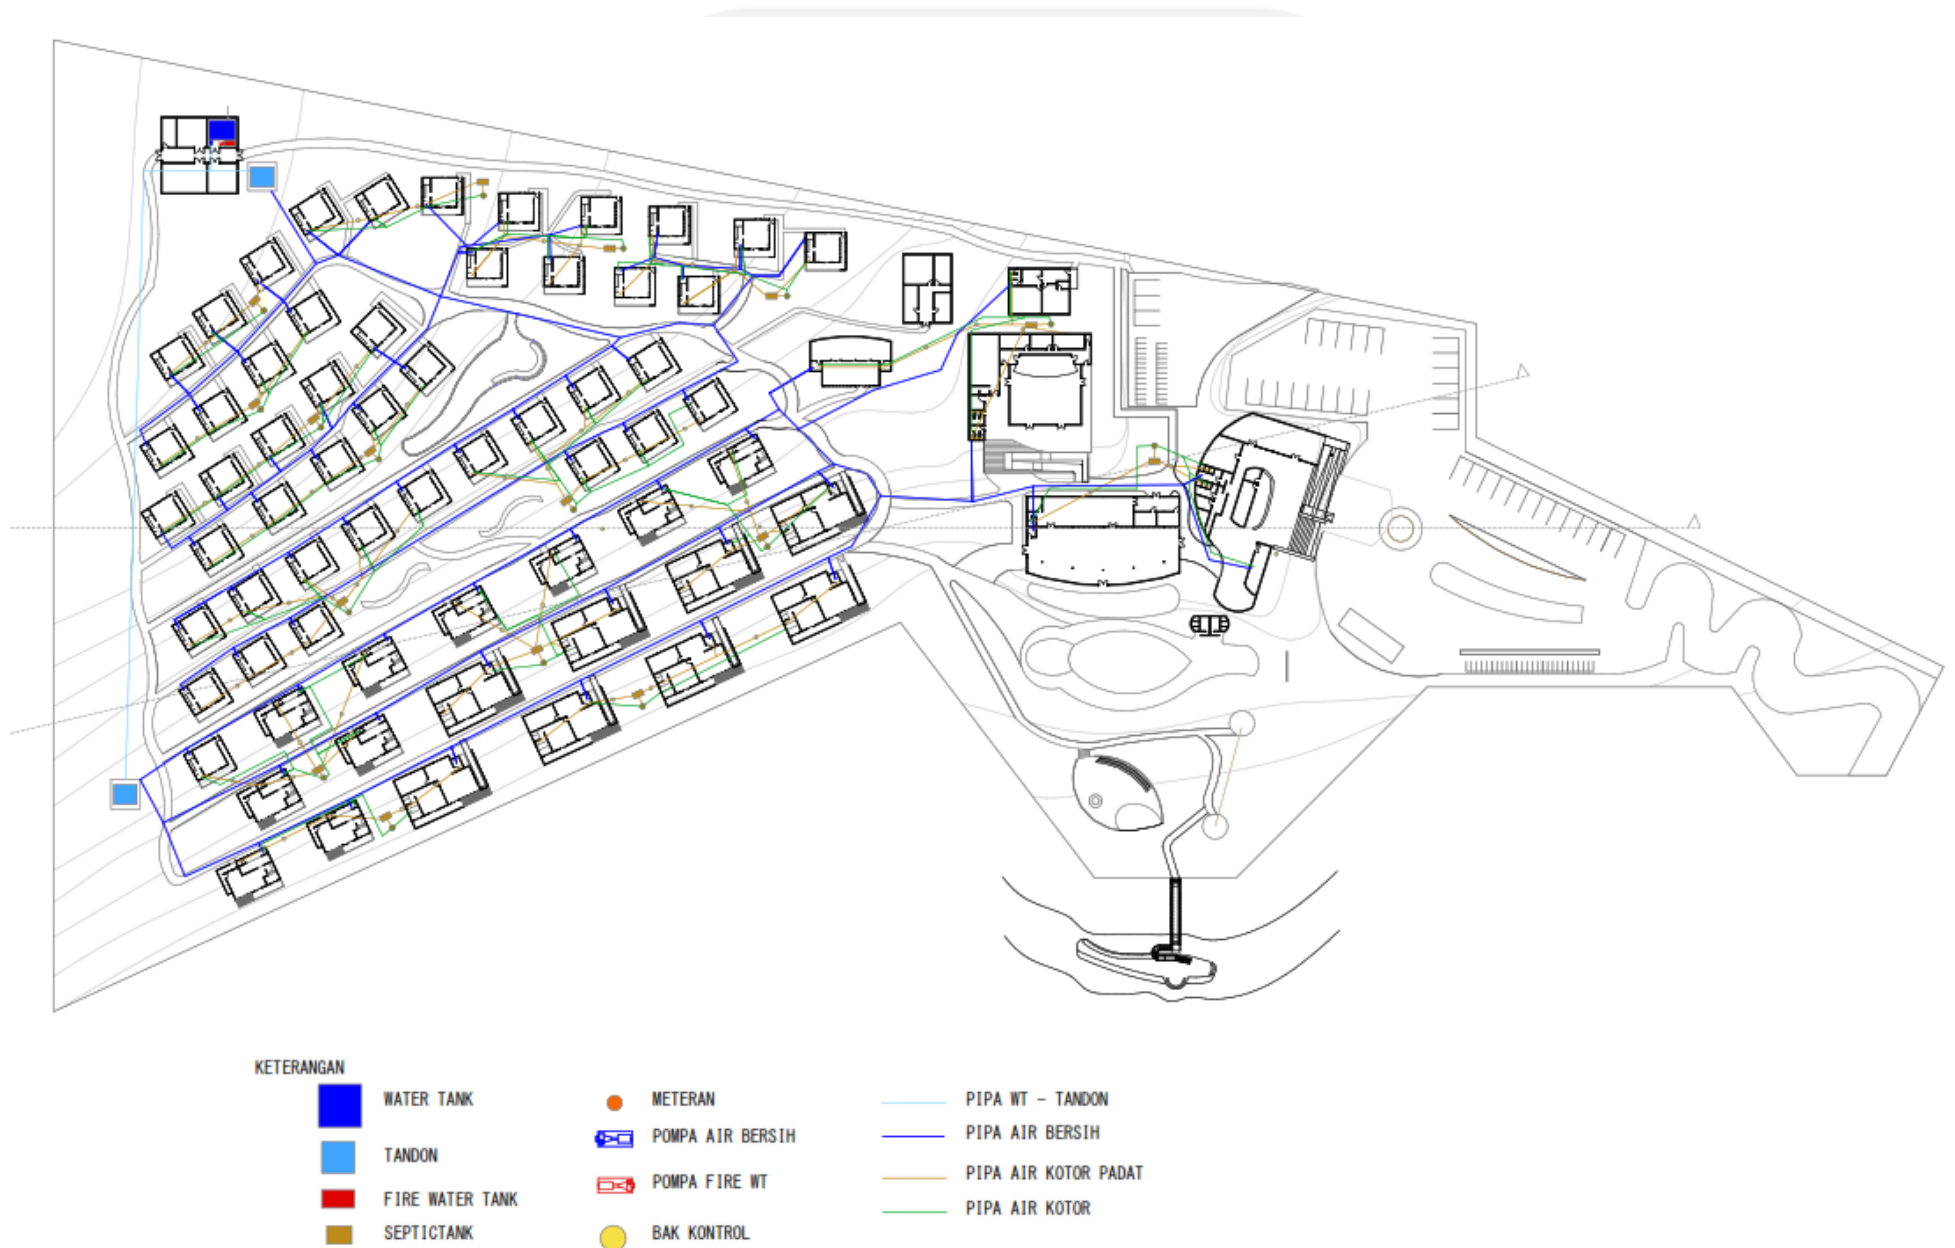 KETERANGAN
WATER TANK
TANDON
FIRE WATER TANK
SEPTICTANK
METERAN
POMPA AIR BERSIH
POMPA FIRE WT
BAK KONTROL
PIPA WT - TANDON
PIPA AIR BERSIH
PIPA AIR KOTOR PADAT
PIPA AIR KOTOR